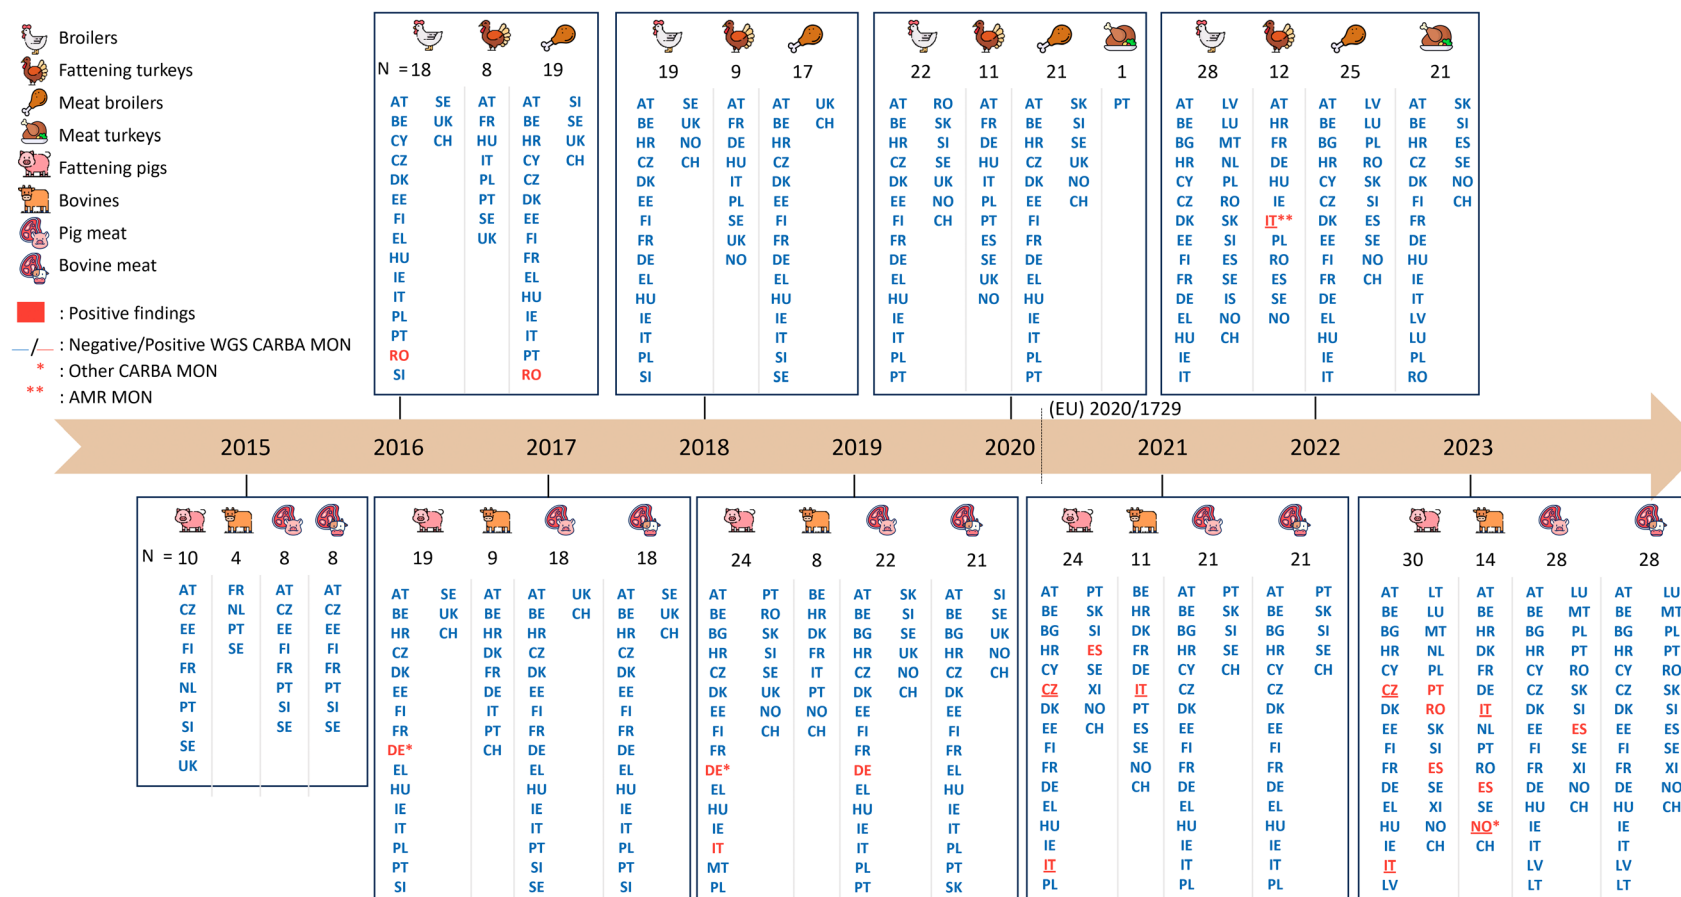 Broilers
Fattening turkeys
Meat broilers
Meat turkeys
Fattening pigs
Bovines
Pig meat
Bovine meat
: Positive findings
__/__ : Negative/Positive WGS CARBA MON
* : Other CARBA MON
** : AMR MON
N = 18 8 19
AT SE AT AT SI
BE UK FR BE SE
CY CH HU HR UK
CZ IT CY CH
DK PL CZ
EE PT DK
FI SE EE
EL UK FI
HU FR
IE EL
IT HU
PL IE
PT IT
RO PT
SI RO
19 9 17
AT SE AT AT UK
BE UK FR BE CH
HR NO DE HR
CZ CH HU CZ
DK IT DK
EE PL EE
FI SE FI
FR UK FR
DE NO DE
EL EL
HU HU
IE IE
IT IT
PL SI
SI SE
22 11 21 1
AT RO AT AT SK PT
BE SK FR BE SI
HR SI DE HR SE
CZ SE HU CZ UK
DK UK IT DK NO
EE NO PL EE CH
FI CH PT FI
FR ES FR
DE SE DE
EL UK EL
HU NO HU
IE IE
IT IT
PL PL
PT PT
28 12 25 21
AT LV AT AT LV AT SK
BE LU HR BE LU BE SI
BG MT FR BG PL HR ES
HR NL DE HR RO CZ SE
CY PL HU CY SK DK NO
CZ RO IE CZ SI FI CH
DK SK IT** DK ES FR
EE SI PL EE SE DE
FI ES RO FI NO HU
FR SE ES FR CH IE
DE IS SE DE IT
EL NO NO EL LV
HU CH HU LU
IE IE PL
IT IT RO
(EU) 2020/1729
2015 2016 2017 2018 2019 2020 2021 2022 2023
N = 10 4 8 8
AT FR AT AT
CZ NL CZ CZ
EE PT EE EE
FI SE FI FI
FR FR FR
NL PT PT
PT SI SI
SI SE SE
SE
UK
19 9 18 18
AT SE AT AT UK AT SE
BE UK BE BE CH BE UK
HR CH HR HR HR CH
CZ DK CZ CZ
DK FR DK DK
EE DE EE EE
FI IT FI FI
FR PT FR FR
DE* CH DE DE
EL EL EL
HU HU HU
IE IE IE
IT IT IT
PL PT PL
PT SI PT
SI SE SI
24 8 22 21
AT PT BE AT SK AT SI
BE RO HR BE SI BE SE
BG SK DK BG SE BG UK
HR SI FR HR UK HR NO
CZ SE IT CZ NO CZ CH
DK UK PT DK CH DK
EE NO NO EE EE
FI CH CH FI FI
FR FR FR
DE* DE EL
EL EL HU
HU HU IE
IE IE IT
IT IT PL
MT PL PT
PL PT SK
24 11 21 21
AT PT BE AT PT AT PT
BE SK HR BE SK BE SK
BG SI DK BG SI BG SI
HR ES FR HR SE HR SE
CY SE DE CY CH CY CH
CZ XI IT CZ CZ
DK NO PT DK DK
EE CH ES EE EE
FI SE FI FI
FR NO FR FR
DE CH DE DE
EL EL EL
HU HU HU
IE IE IE
IT IT IT
PL PL PL
30 14 28 28
AT LT AT AT LU AT LU
BE LU BE BE MT BE MT
BG MT HR BG PL BG PL
HR NL DK HR PT HR PT
CY PL FR CY RO CY RO
CZ PT DE CZ SK CZ SK
DK RO IT DK SI DK SI
EE SK NL EE ES EE ES
FI SI PT FI SE FI SE
FR ES RO FR XI FR XI
DE SE ES DE NO DE NO
EL XI SE HU CH HU CH
HU NO NO* IE IE
IE CH CH IT IT
IT LV LV
LV LT LT